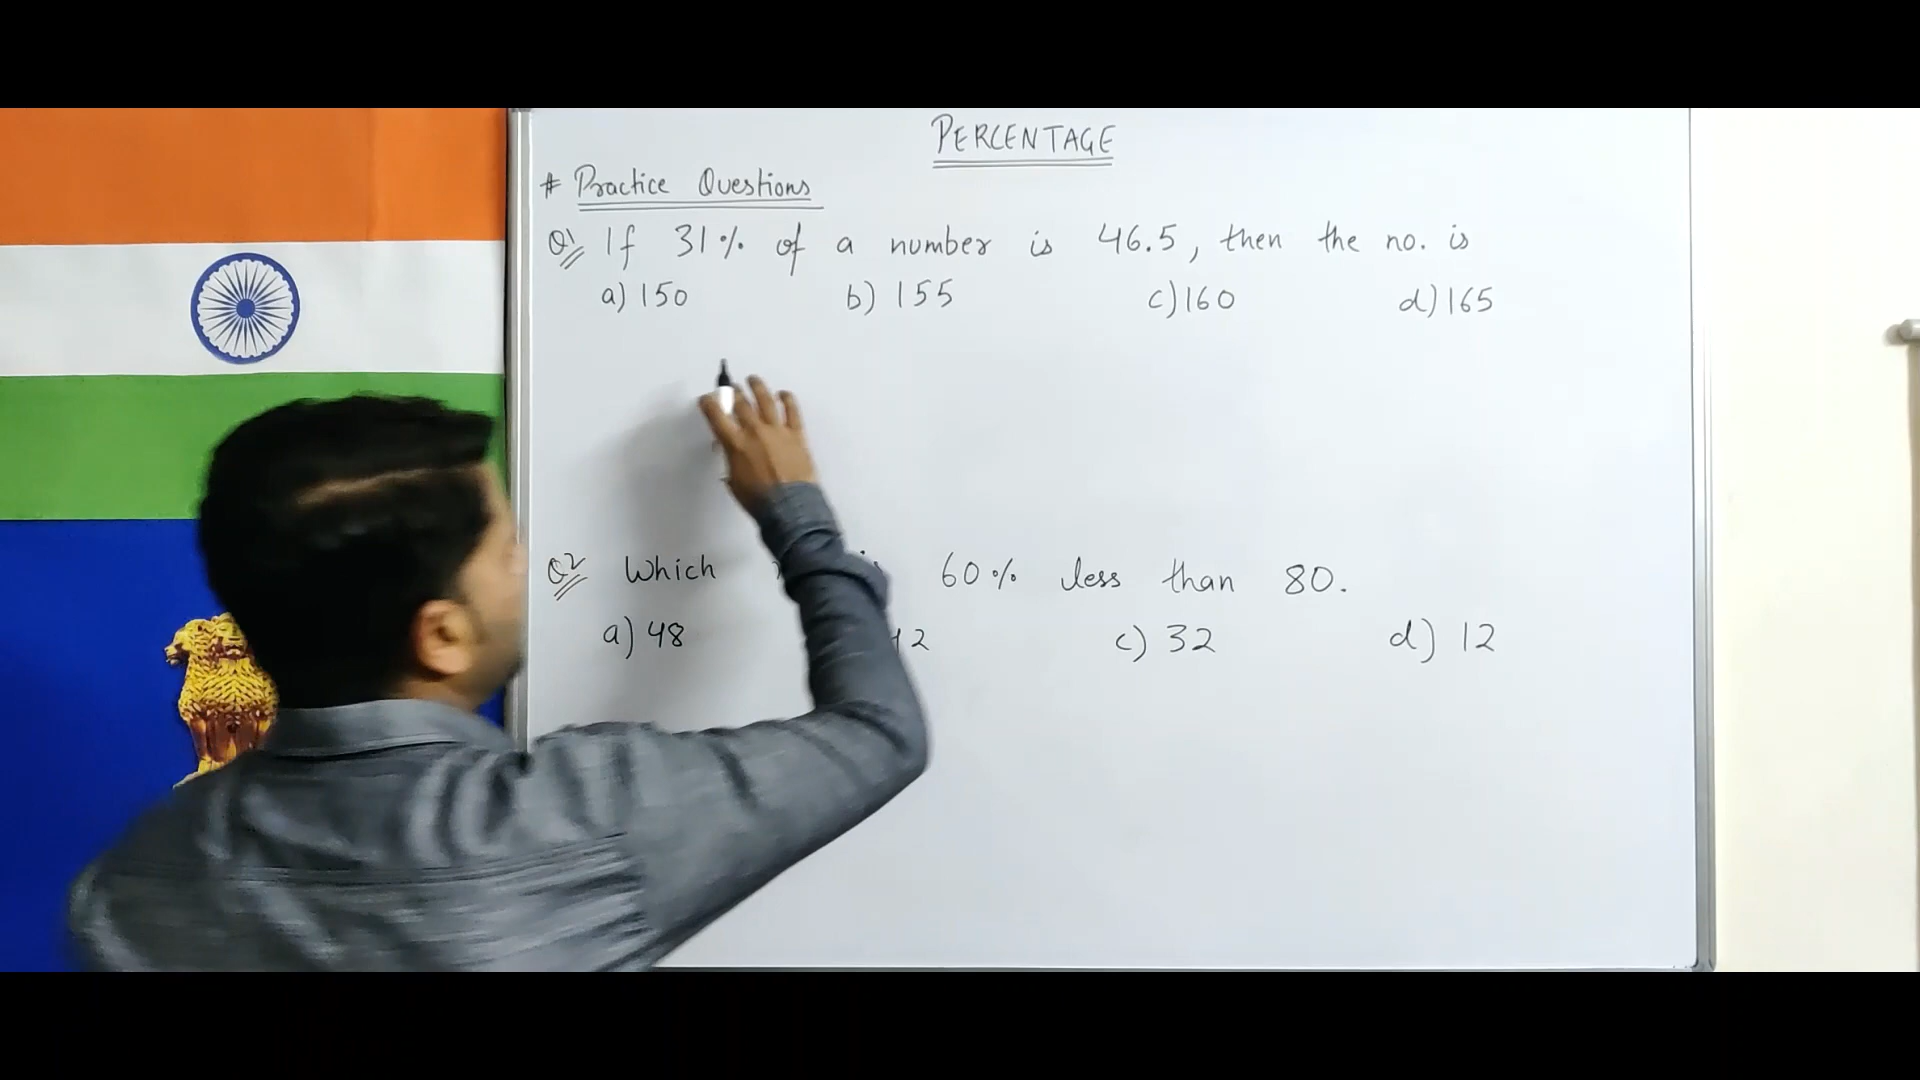 PERCENTAGE
# Practice Questions
Q1 If 31% of a number is 46.5, then the no. is
a) 150 b) 155 c) 160 d) 165
Q2 Which 60% less than 80.
a) 48 c) 32 d) 12